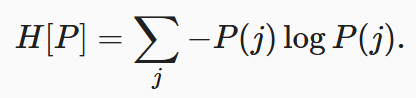 H[P] = ∑_j −P(j) log P(j).